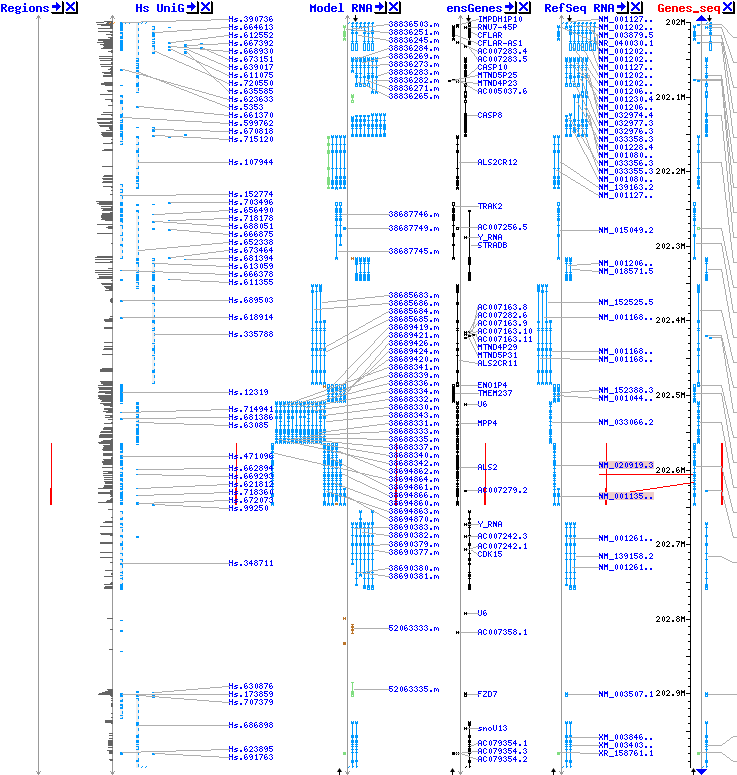 Regions Hs UniG Model RNA ensGenes RefSeq RNA Genes_seq
Hs.390736
Hs.664613
Hs.612552
Hs.667392
Hs.668930
Hs.673151
Hs.639017
Hs.611075
Hs.720550
Hs.635585
Hs.623633
Hs.5353
Hs.661370
Hs.599762
Hs.670818
Hs.715120
Hs.107944
Hs.152774
Hs.703496
Hs.656490
Hs.718178
Hs.688051
Hs.666875
Hs.652338
Hs.673464
Hs.681394
Hs.613059
Hs.666378
Hs.611355
Hs.689503
Hs.618914
Hs.335788
Hs.12319
Hs.714941
Hs.681386
Hs.63085
Hs.471096
Hs.662894
Hs.669293
Hs.621812
Hs.718360
Hs.672073
Hs.99250
Hs.348711
Hs.630876
Hs.173859
Hs.707379
Hs.686898
Hs.623895
Hs.691763
38836503.m
38836251.m
38836245.m
38836284.m
38836269.m
38836273.m
38836283.m
38836282.m
38836271.m
38836265.m
38687746.m
38687749.m
38687745.m
38685683.m
38685686.m
38685684.m
38685685.m
38689419.m
38689421.m
38689426.m
38689424.m
38689420.m
38688341.m
38688339.m
38688336.m
38688334.m
38688332.m
38688330.m
38688343.m
38688331.m
38688333.m
38688335.m
38688337.m
38688340.m
38688342.m
38694862.m
38694864.m
38694861.m
38694866.m
38694860.m
38694863.m
38694870.m
38690383.m
38690382.m
38690379.m
38690377.m
38690380.m
38690381.m
52063333.m
52063335.m
IMPDH1P10
RNU7-45P
CFLAR
CFLAR-AS1
AC007283.4
AC007283.5
CASP10
MTND5P25
MTND4P23
AC005037.6
CASP8
ALS2CR12
TRAK2
AC007256.5
Y_RNA
STRADB
AC007163.8
AC007282.6
AC007163.9
AC007163.10
AC007163.11
MTND4P29
MTND5P31
ALS2CR11
ENO1P4
TMEM237
U6
MPP4
ALS2
AC007279.2
Y_RNA
AC007242.3
AC007242.1
CDK15
U6
AC007358.1
FZD7
snoU13
AC079354.1
AC079354.3
AC079354.2
NM_001127..
NM_001202..
NM_003879.5
NR_040030.1
NM_001202..
NM_001202..
NM_001127..
NM_001202..
NM_001202..
NM_001206..
NM_001230.4
NM_001080..
NM_032974.4
NM_032977.3
NM_032976.3
NM_033358.3
NM_001228.4
NM_001080..
NM_033356.3
NM_033355.3
NM_001080..
NM_139163.2
NM_001127..
NM_015049.2
NM_001206..
NM_018571.5
NM_152525.5
NM_001168..
NM_001168..
NM_001168..
NM_152388.3
NM_001044..
NM_033066.2
NM_020919.3
NM_001135..
NM_001261..
NM_139158.2
NM_001261..
NM_003507.1
XM_003846..
XM_003403..
XR_158761.1
202M
202.1M
202.2M
202.3M
202.4M
202.5M
202.6M
202.7M
202.8M
202.9M